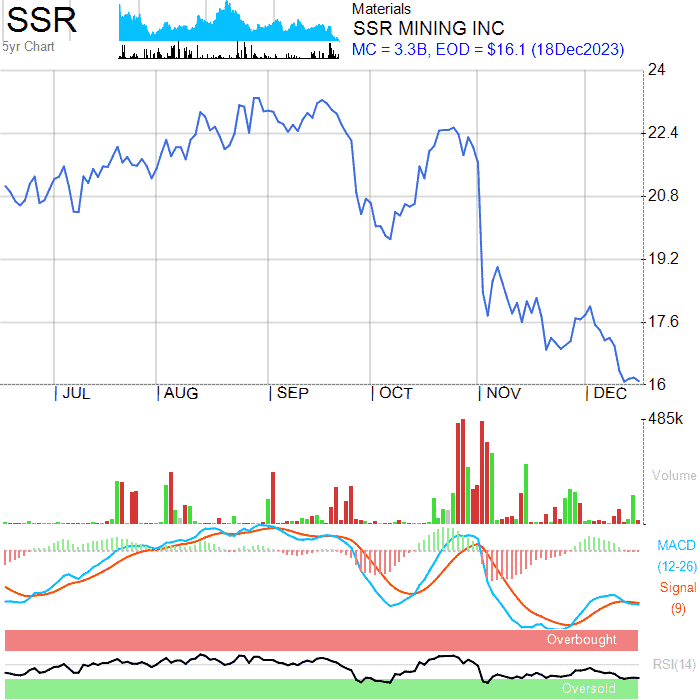 SSR
5yr Chart
Materials
SSR MINING INC
MC = 3.3B, EOD = $16.1 (18Dec2023)
24
22.4
20.8
19.2
17.6
16
| JUL | AUG | SEP | OCT | NOV | DEC
485k
Volume
MACD
(12-26)
Signal
(9)
Overbought
RSI(14)
Oversold